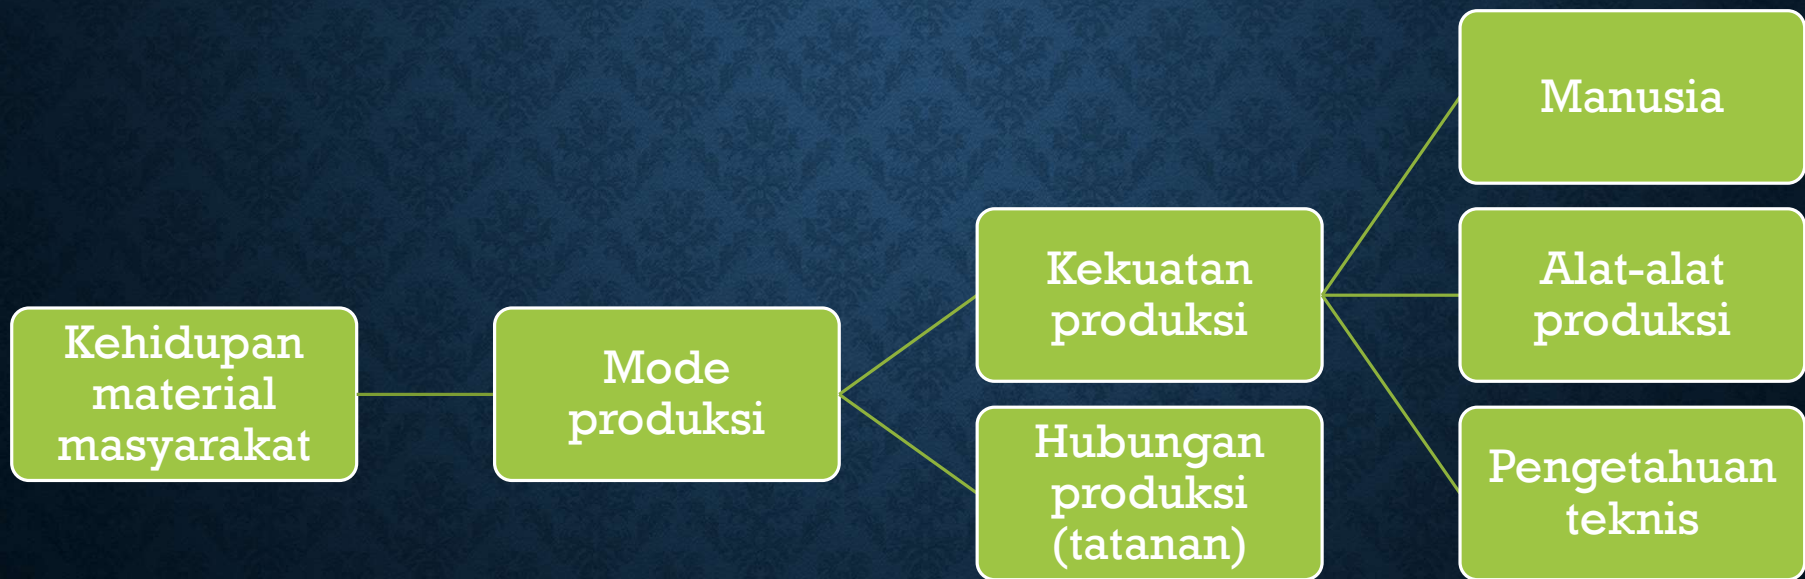 Kehidupan
material
masyarakat
Mode
produksi
Kekuatan
produksi
Hubungan
produksi
(tatanan)
Manusia
Alat-alat
produksi
Pengetahuan
teknis